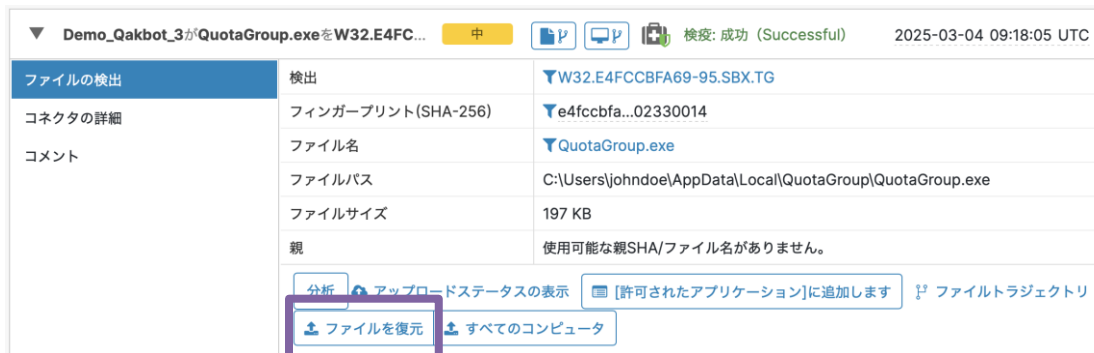 ▼ Demo_Qakbot_3がQuotaGroup.exeをW32.E4FC... 中 検疫: 成功（Successful） 2025-03-04 09:18:05 UTC
ファイルの検出
コネクタの詳細
コメント
検出 W32.E4FCCBFA69-95.SBX.TG
フィンガープリント(SHA-256) e4fccbfa...02330014
ファイル名 QuotaGroup.exe
ファイルパス C:\Users\johndoe\AppData\Local\QuotaGroup\QuotaGroup.exe
ファイルサイズ 197 KB
親 使用可能な親SHA/ファイル名がありません。
分析 アップロードステータスの表示 [許可されたアプリケーション]に追加します ファイルトラジェクトリ
ファイルを復元 すべてのコンピュータ